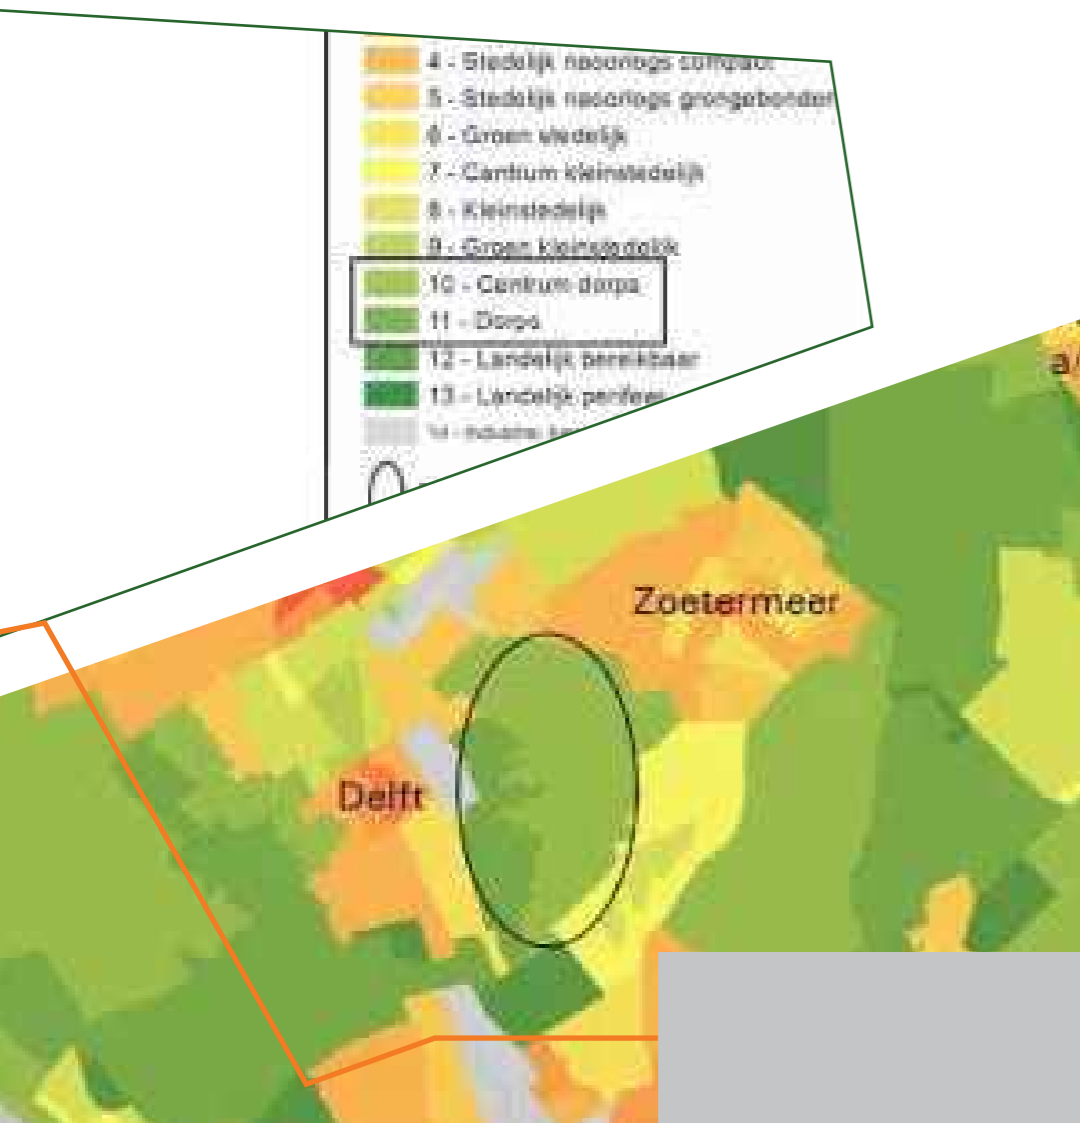 4 - Stedelijk naoorlogs compact
5 - Stedelijk naoorlogs grongebonden
6 - Groen stedelijk
7 - Centrum kleinstedelijk
8 - Kleinstedelijk
9 - Groen kleinstedelijk
10 - Centrum dorps
11 - Dorps
12 - Landelijk bereikbaar
13 - Landelijk perifeer
Zoetermeer
Delft